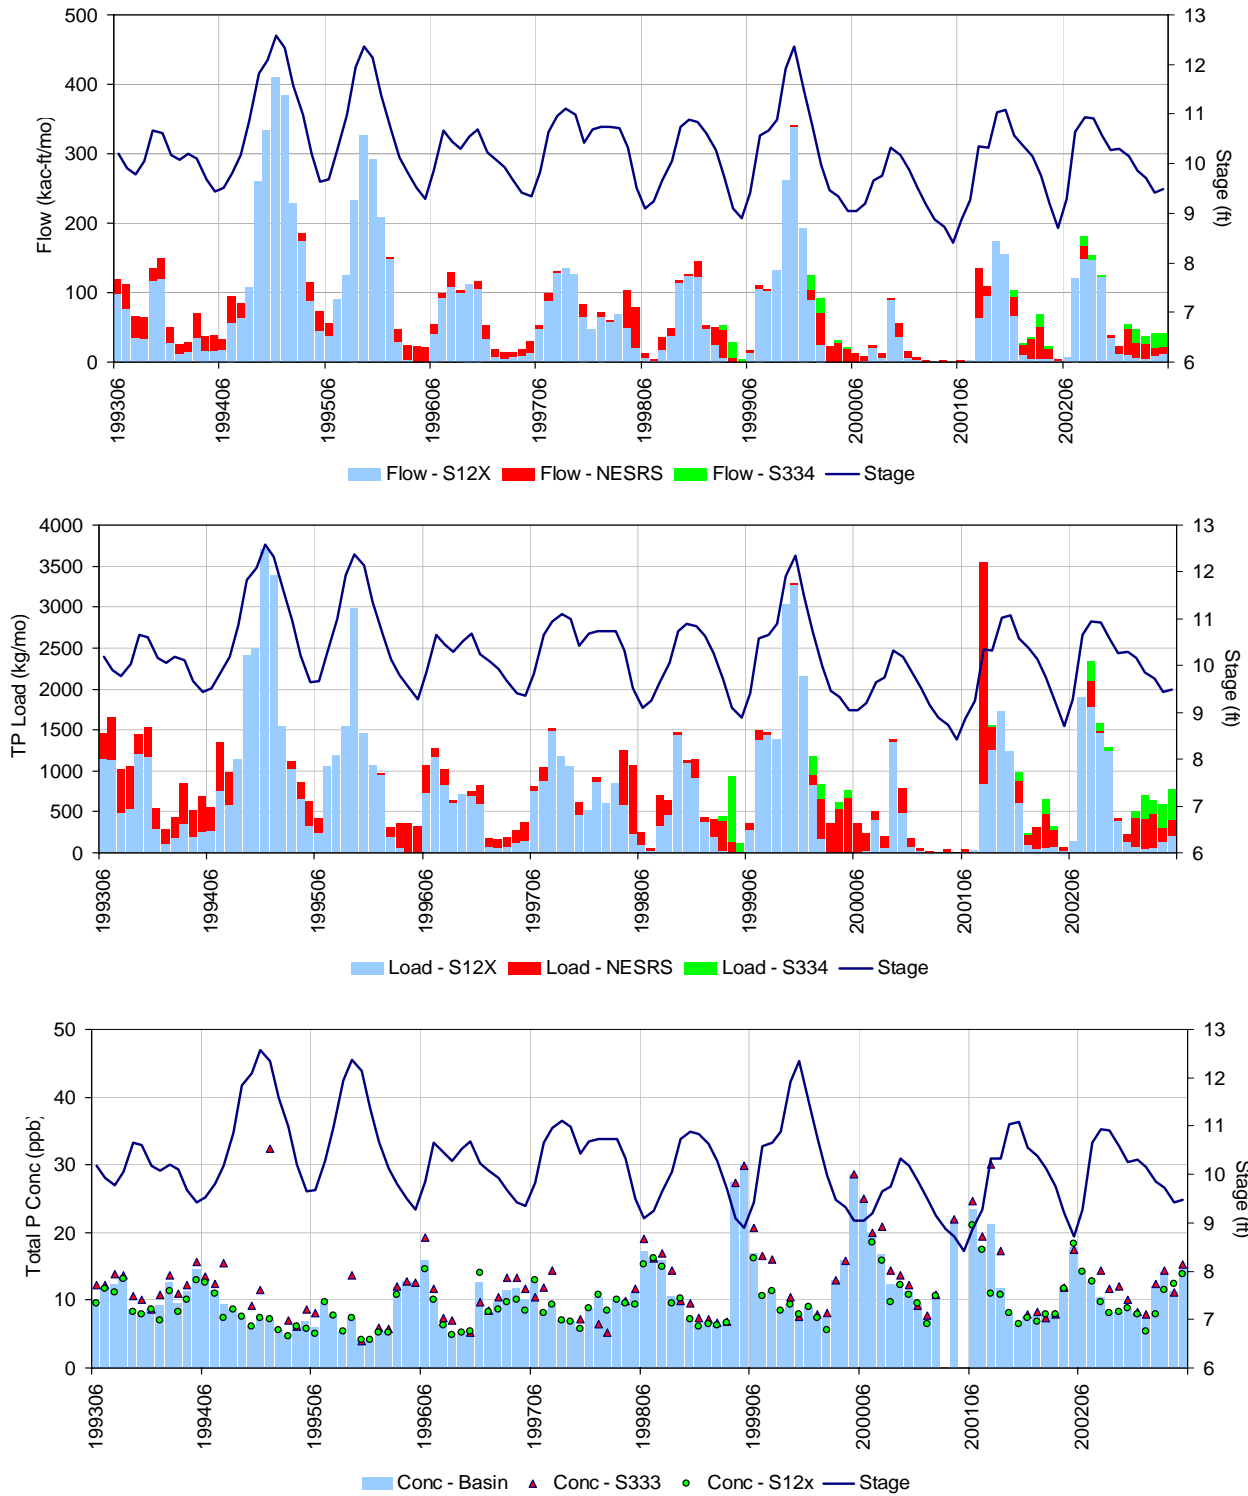 500 13
400 12
300 11
200 10
100 9
0 8
7
6
Flow (kac-ft/mo)
Stage (ft)
199306 199406 199506 199606 199706 199806 199906 200006 200106 200206
Flow - S12X Flow - NESRS Flow - S334 Stage
4000 13
3500 12
3000 11
2500 10
2000 9
1500 8
1000 7
500 6
0
TP Load (kg/mo)
Stage (ft)
199306 199406 199506 199606 199706 199806 199906 200006 200106 200206
Load - S12X Load - NESRS Load - S334 Stage
50 13
40 12
30 11
20 10
10 9
0 8
7
6
Total P Conc (ppb)
Stage (ft)
199306 199406 199506 199606 199706 199806 199906 200006 200106 200206
Conc - Basin Conc - S333 Conc - S12x Stage